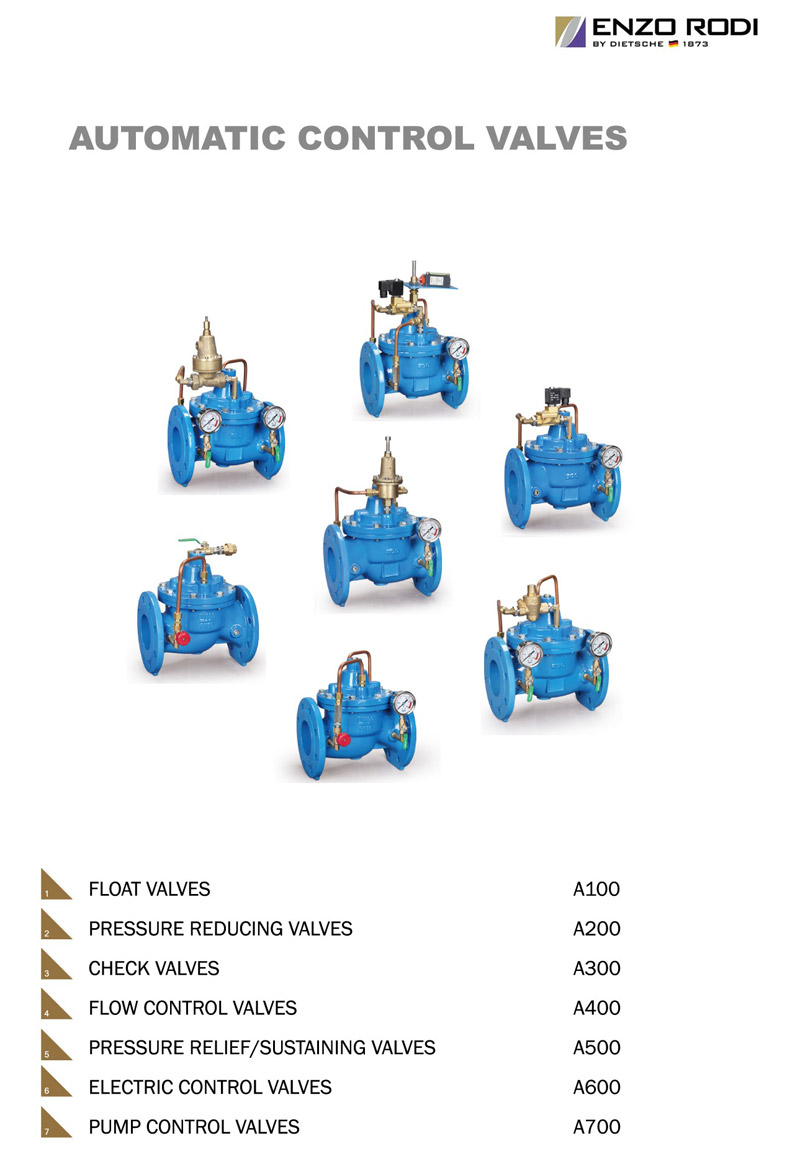 ENZO RODI
BY DIETSCHE 1873
AUTOMATIC CONTROL VALVES
1 FLOAT VALVES A100
2 PRESSURE REDUCING VALVES A200
3 CHECK VALVES A300
4 FLOW CONTROL VALVES A400
5 PRESSURE RELIEF/SUSTAINING VALVES A500
6 ELECTRIC CONTROL VALVES A600
7 PUMP CONTROL VALVES A700